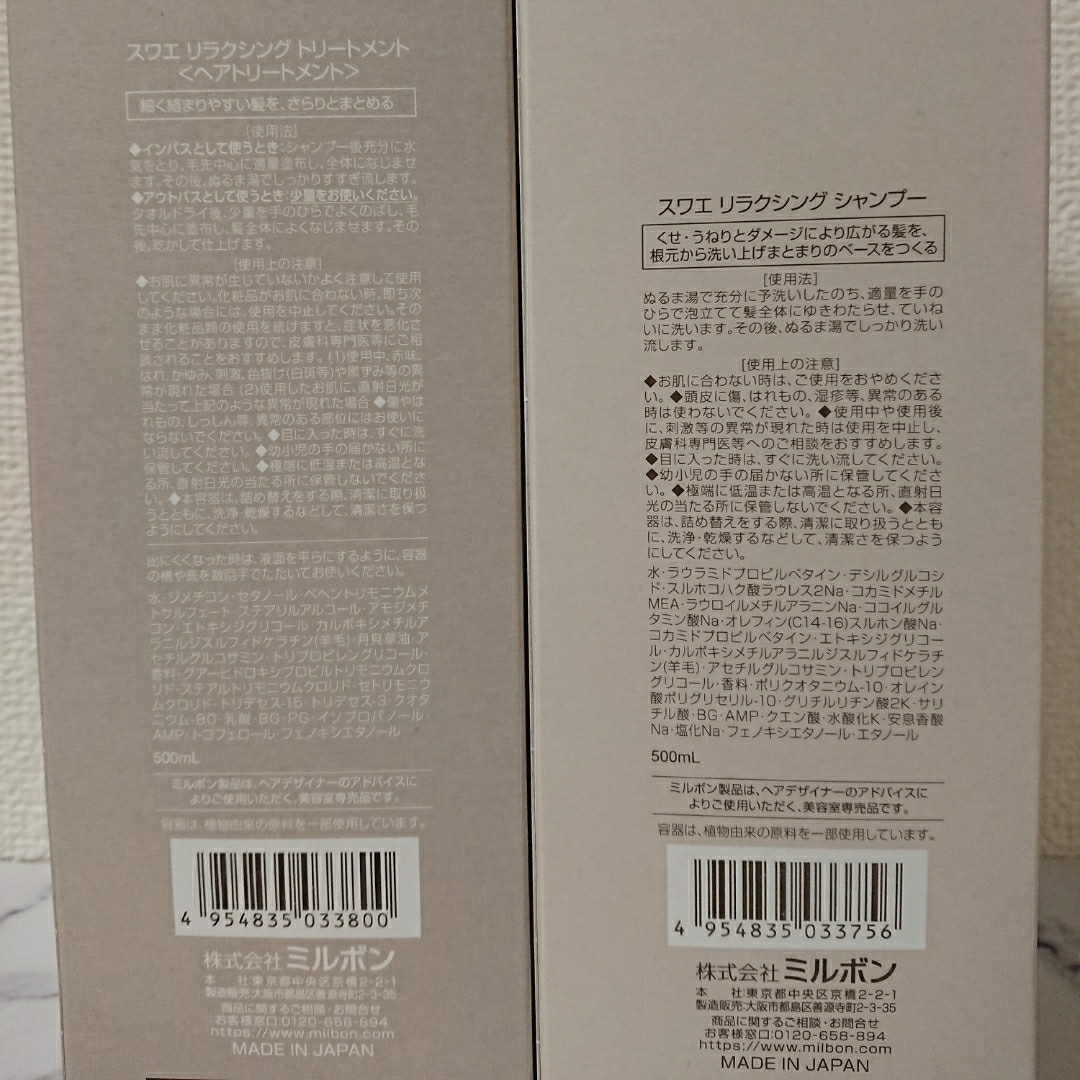 スワエ リラクシング トリートメント
＜ヘアトリートメント＞
細く絡まりやすい髪を、さらりとまとめる
[使用法]
◆インバスとして使うとき:シャンプー後充分に水
気をとり、毛先中心に適量塗布し、全体になじませ
ます。その後、ぬるま湯でしっかりすすぎ流します。
◆アウトバスとして使うとき:少量をお使いください。
タオルドライ後、少量を手のひらでよくのばし、毛
先中心に塗布し、髪全体によくなじませます。その
後、乾かして仕上げます。
[使用上の注意]
◆お肌に異常が生じていないかよく注意して使用
してください。化粧品がお肌に合わない時、即ち次
のような場合には、使用を中止してください。その
まま化粧品類の使用を続けますと、症状を悪化さ
せることがありますので、皮膚科専門医等にご相
談されることをおすすめします。(1)使用中、赤味、
はれ、かゆみ、刺激、色抜け(白斑等)や黒ずみ等の異
常が現れた場合 (2)使用したお肌に、直射日光が
当たって上記のような異常が現れた場合 ◆傷やは
れもの、しっしん等、異常のある部位にはお使いに
ならないでください。 ◆目に入った時は、すぐに洗
い流してください。 ◆幼小児の手の届かない所に
保管してください。 ◆極端に低温または高温とな
る所、直射日光の当たる所に保管しないでくださ
い。 ◆本容器は、詰め替えをする際、清潔に取り扱
うとともに、洗浄・乾燥するなどして、清潔さを保つ
ようにしてください。
出にくくなった時は、液面を平らにするように、容器
の横や底を数回手でたたいてお使いください。
水・ジメチコン・セタノール・ベヘントリモニウムメ
トサルフェート・ステアリルアルコール・アモジメチ
コン・エトキシジグリコール・カルボキシメチルア
ラニルジスルフィドケラチン(羊毛)・月見草油・ア
セチルグルコサミン・トリプロピレングリコール・
香料・シアーヒドロキシプロピルトリモニウムクロ
リド・ステアルトリモニウムクロリド・セトリモニウ
ムクロリド・トリデセス-15・トリデセス-3・クオタ
ニウム-80・乳酸・BG・PG・イソプロパノール・
AMP・トコフェロール・フェノキシエタノール
500mL
ミルボン製品は、ヘアデザイナーのアドバイスに
よりご使用いただく、美容室専売品です。
容器は、植物由来の原料を一部使用しています。
4 954835 033800
株式会社 ミルボン
本 社:東京都中央区京橋2-2-1
製造販売:大阪市都島区善源寺町2-3-35
商品に関するご相談・お問合せ
お客様窓口:0120-658-894
https://www.milbon.com
MADE IN JAPAN
スワエ リラクシング シャンプー
くせ・うねりとダメージにより広がる髪を、
根元から洗い上げまとまりのベースをつくる
[使用法]
ぬるま湯で充分に予洗いしたのち、適量を手の
ひらで泡立てて髪全体にゆきわたらせ、ていね
いに洗います。その後、ぬるま湯でしっかり洗い
流します。
[使用上の注意]
◆お肌に合わない時は、ご使用をおやめくださ
い。◆頭皮に傷、はれもの、湿疹等、異常のある
時は使わないでください。◆使用中や使用後
に、刺激等の異常が現れた時は使用を中止し、
皮膚科専門医等へのご相談をおすすめします。
◆目に入った時は、すぐに洗い流してください。
◆幼小児の手の届かない所に保管してくださ
い。◆極端に低温または高温となる所、直射日
光の当たる所に保管しないでください。◆本容
器は、詰め替えをする際、清潔に取り扱うととも
に、洗浄・乾燥するなどして、清潔さを保つよう
にしてください。
水・ラウラミドプロピルベタイン・デシルグルコシ
ド・スルホコハク酸ラウレス2Na・コカミドメチル
MEA・ラウロイルメチルアラニンNa・ココイルグル
タミン酸Na・オレフィン(C14-16)スルホン酸Na・
コカミドプロピルベタイン・エトキシジグリコー
ル・カルボキシメチルアラニルジスルフィドケラチ
ン(羊毛)・アセチルグルコサミン・トリプロピレン
グリコール・香料・ポリクオタニウム-10・オレイン
酸ポリグリセリル-10・グリチルリチン酸2K・サリ
チル酸・BG・AMP・クエン酸・水酸化K・安息香酸
Na・塩化Na・フェノキシエタノール・エタノール
500mL
ミルボン製品は、ヘアデザイナーのアドバイスに
よりご使用いただく、美容室専売品です。
容器は、植物由来の原料を一部使用しています。
4 954835 033756
株式会社 ミルボン
本 社:東京都中央区京橋2-2-1
製造販売:大阪市都島区善源寺町2-3-35
商品に関するご相談・お問合せ
お客様窓口:0120-658-894
https://www.milbon.com
MADE IN JAPAN